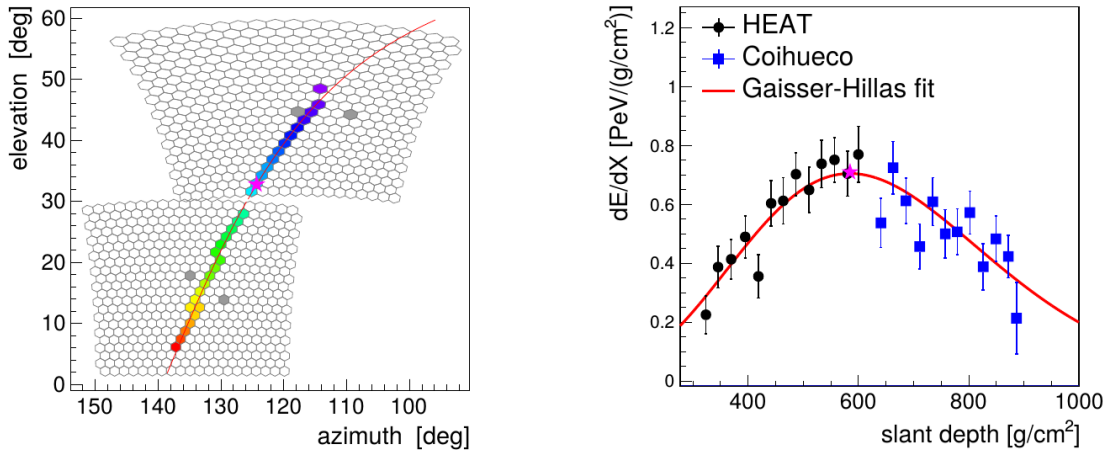 elevation [deg]
60
50
40
30
20
10
0
150 140 130 120 110 100
azimuth [deg]
dE/dX [PeV/(g/cm²)]
1.2
1
0.8
0.6
0.4
0.2
0
HEAT
Coihueco
Gaisser-Hillas fit
400 600 800 1000
slant depth [g/cm²]